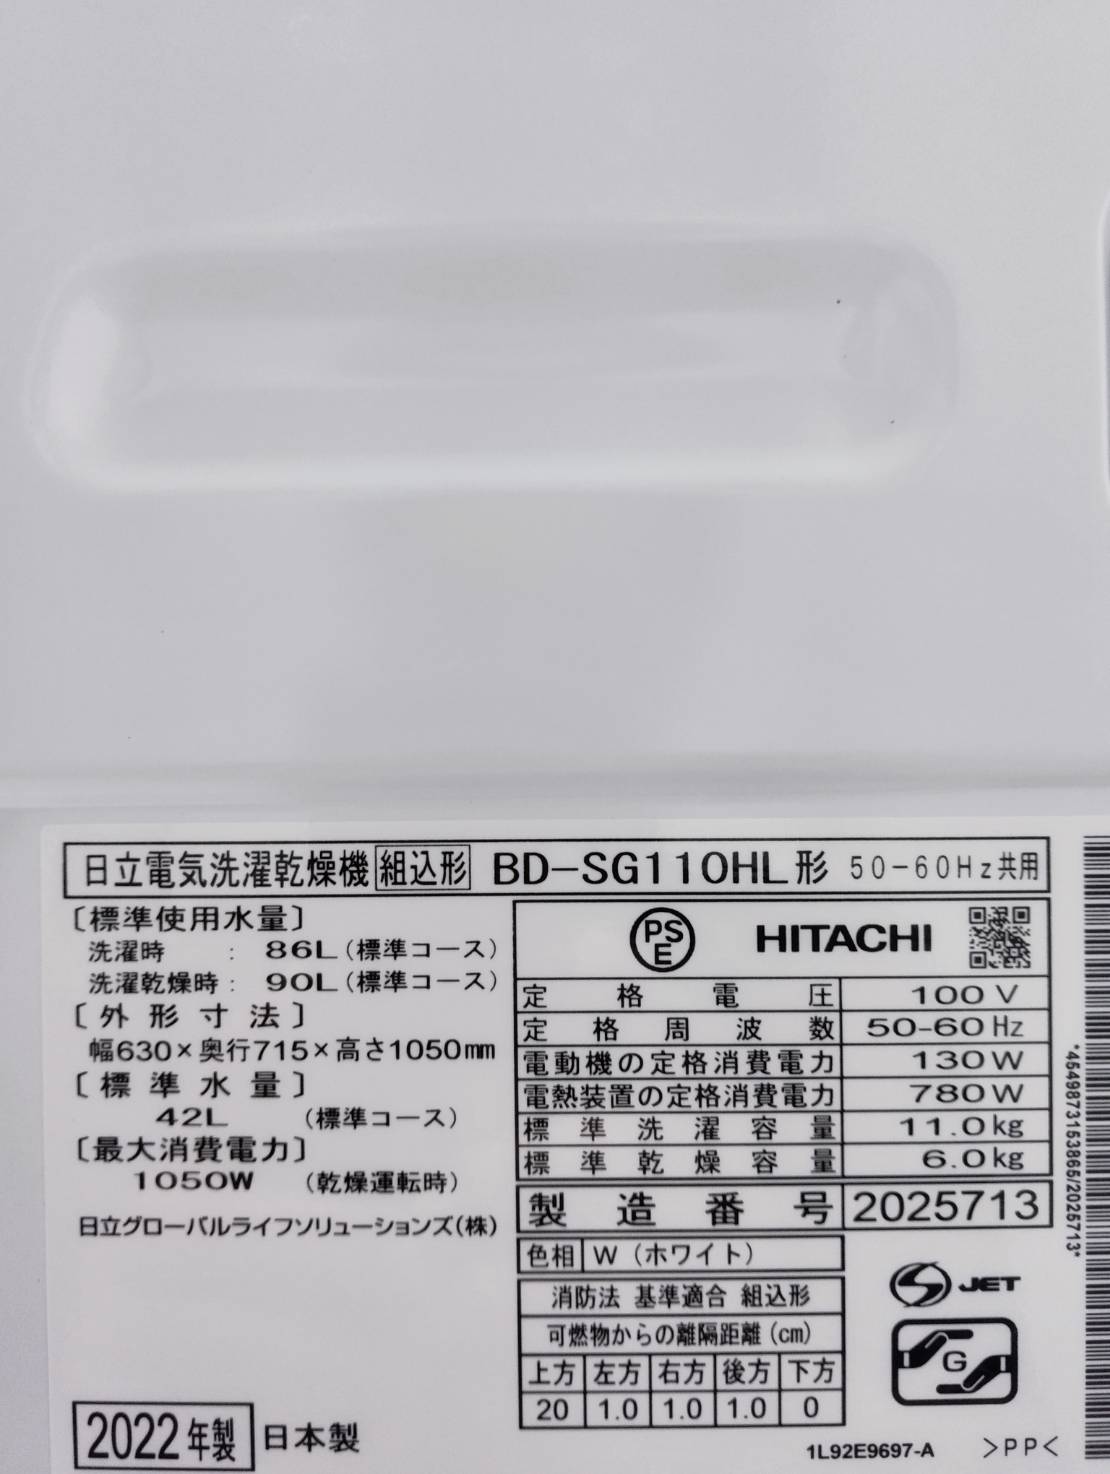 日立電気洗濯乾燥機 組込形 BD-SG110HL形 50-60Hz共用
〔標準使用水量〕
洗濯時 : 86L(標準コース)
洗濯乾燥時: 90L(標準コース)
〔外形寸法〕
幅630×奥行715×高さ1050mm
〔標準水量〕
42L (標準コース)
〔最大消費電力〕
1050W (乾燥運転時)
日立グローバルライフソリューションズ(株)
2022年製 日本製
PSE HITACHI
定格電圧 100V
定格周波数 50-60Hz
電動機の定格消費電力 130W
電熱装置の定格消費電力 780W
標準洗濯容量 11.0kg
標準乾燥容量 6.0kg
製造番号 2025713
色相 W(ホワイト)
消防法 基準適合 組込形
可燃物からの離隔距離(cm)
上方 左方 右方 後方 下方
20 1.0 1.0 1.0 0
S JET
G
1L92E9697-A >PP<
*4549873153865/2025713*